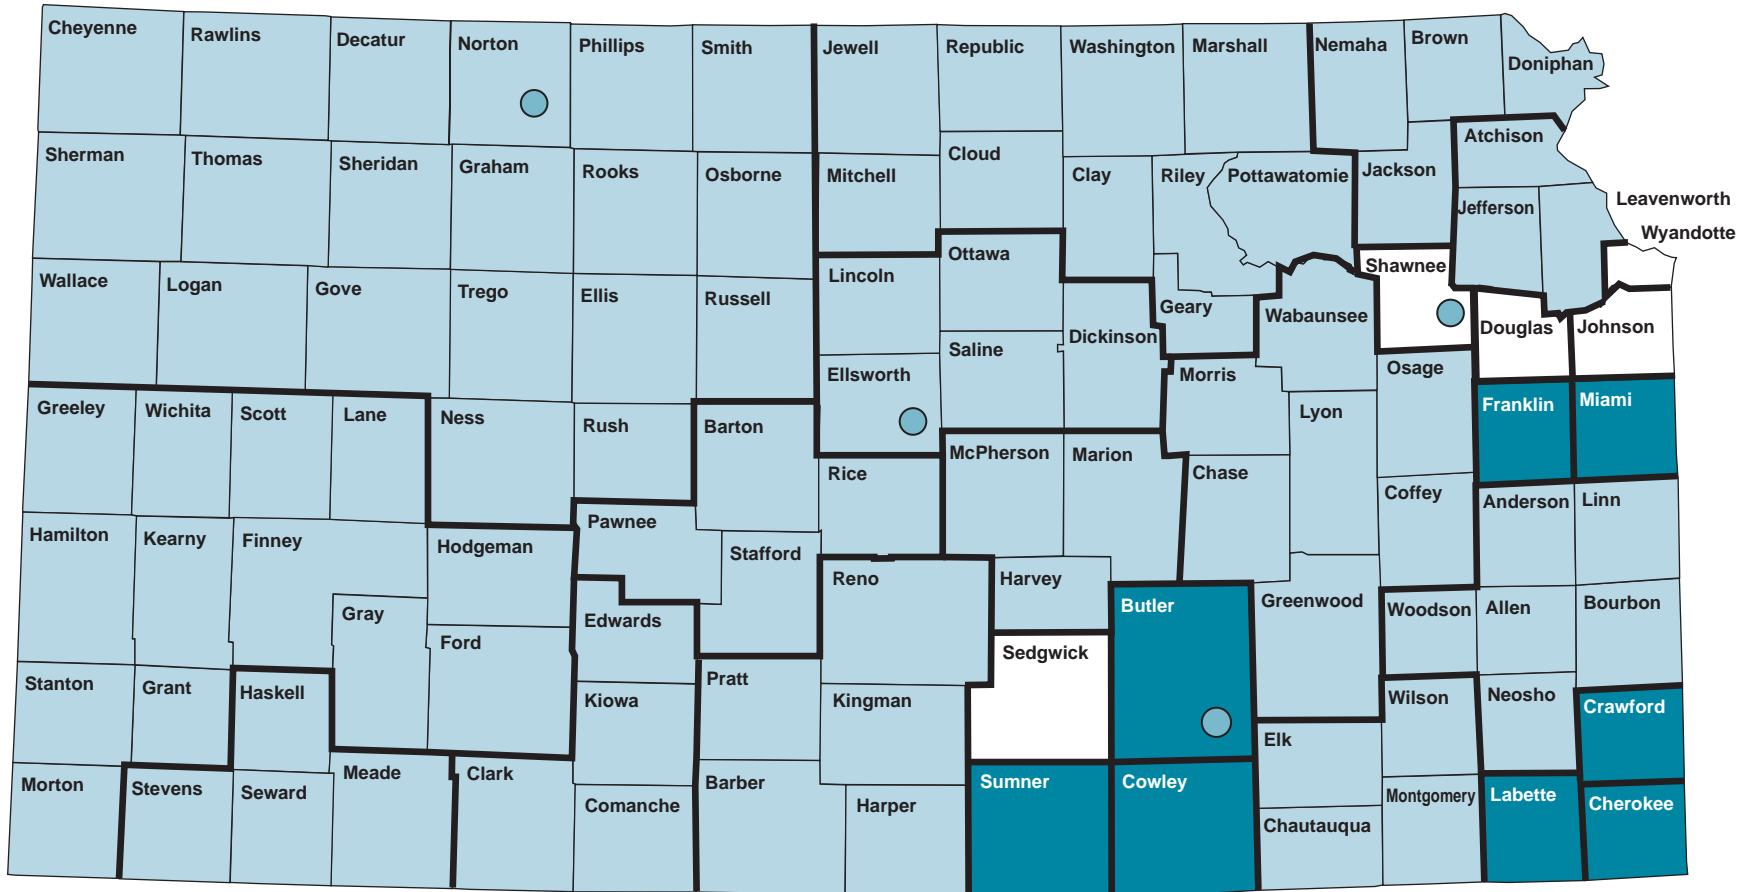 Cheyenne
Rawlins
Decatur
Norton
Phillips
Smith
Jewell
Republic
Washington
Marshall
Nemaha
Brown
Doniphan
Sherman
Thomas
Sheridan
Graham
Rooks
Osborne
Mitchell
Cloud
Clay
Riley
Pottawatomie
Jackson
Atchison
Jefferson
Leavenworth
Wyandotte
Wallace
Logan
Gove
Trego
Ellis
Russell
Lincoln
Ottawa
Saline
Dickinson
Geary
Wabaunsee
Shawnee
Douglas
Johnson
Ellsworth
Morris
Osage
Franklin
Miami
Greeley
Wichita
Scott
Lane
Ness
Rush
Barton
Rice
McPherson
Marion
Chase
Lyon
Coffey
Anderson
Linn
Hamilton
Kearny
Finney
Hodgeman
Pawnee
Stafford
Reno
Harvey
Butler
Greenwood
Woodson
Allen
Bourbon
Gray
Ford
Edwards
Sedgwick
Stanton
Grant
Haskell
Kiowa
Pratt
Kingman
Wilson
Neosho
Crawford
Elk
Morton
Stevens
Seward
Meade
Clark
Comanche
Barber
Harper
Sumner
Cowley
Chautauqua
Montgomery
Labette
Cherokee